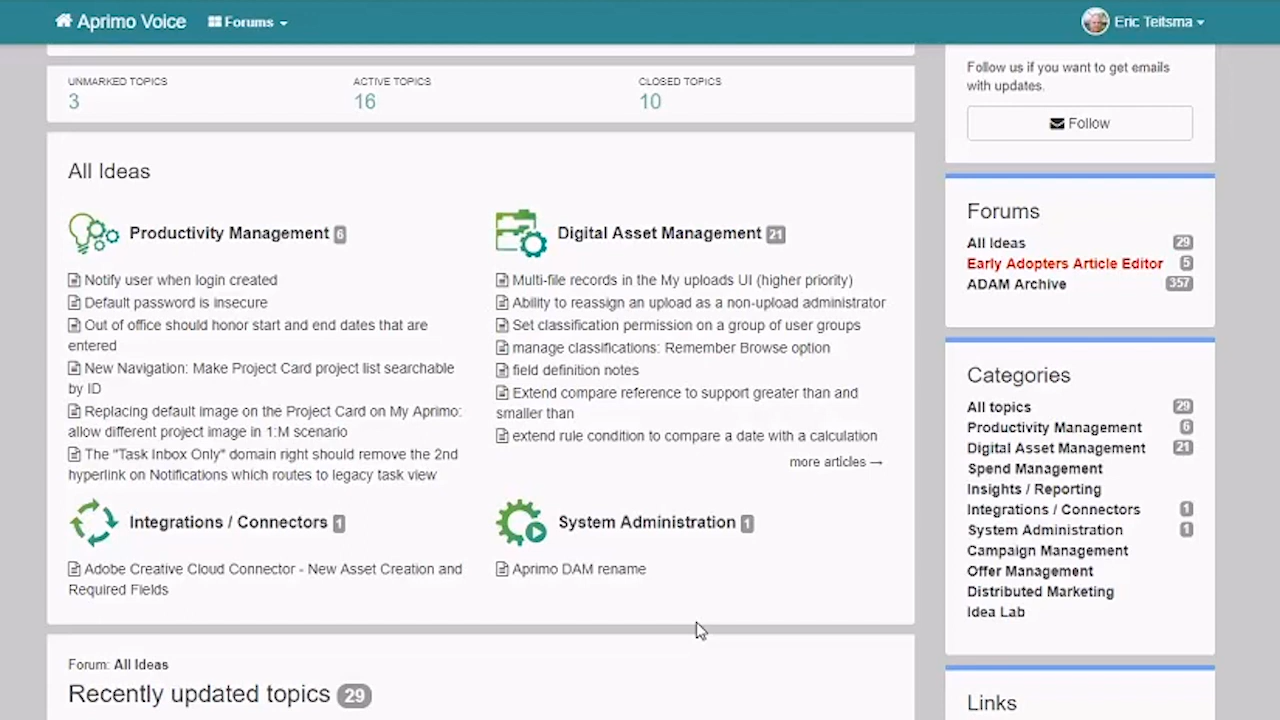 Aprimo Voice
Forums
Eric Teitsma
UNMARKED TOPICS
3
ACTIVE TOPICS
16
CLOSED TOPICS
10
All Ideas
Productivity Management 6
Notify user when login created
Default password is insecure
Out of office should honor start and end dates that are
entered
New Navigation: Make Project Card project list searchable
by ID
Replacing default image on the Project Card on My Aprimo:
allow different project image in 1:M scenario
The "Task Inbox Only" domain right should remove the 2nd
hyperlink on Notifications which routes to legacy task view
Digital Asset Management 21
Multi-file records in the My uploads UI (higher priority)
Ability to reassign an upload as a non-upload administrator
Set classification permission on a group of user groups
manage classifications: Remember Browse option
field definition notes
Extend compare reference to support greater than and
smaller than
extend rule condition to compare a date with a calculation
more articles →
Integrations / Connectors 1
Adobe Creative Cloud Connector - New Asset Creation and
Required Fields
System Administration 1
Aprimo DAM rename
Forum: All Ideas
Recently updated topics 29
Follow us if you want to get emails
with updates.
Follow
Forums
All Ideas 29
Early Adopters Article Editor 5
ADAM Archive 357
Categories
All topics 29
Productivity Management 6
Digital Asset Management 21
Spend Management
Insights / Reporting
Integrations / Connectors 1
System Administration 1
Campaign Management
Offer Management
Distributed Marketing
Idea Lab
Links